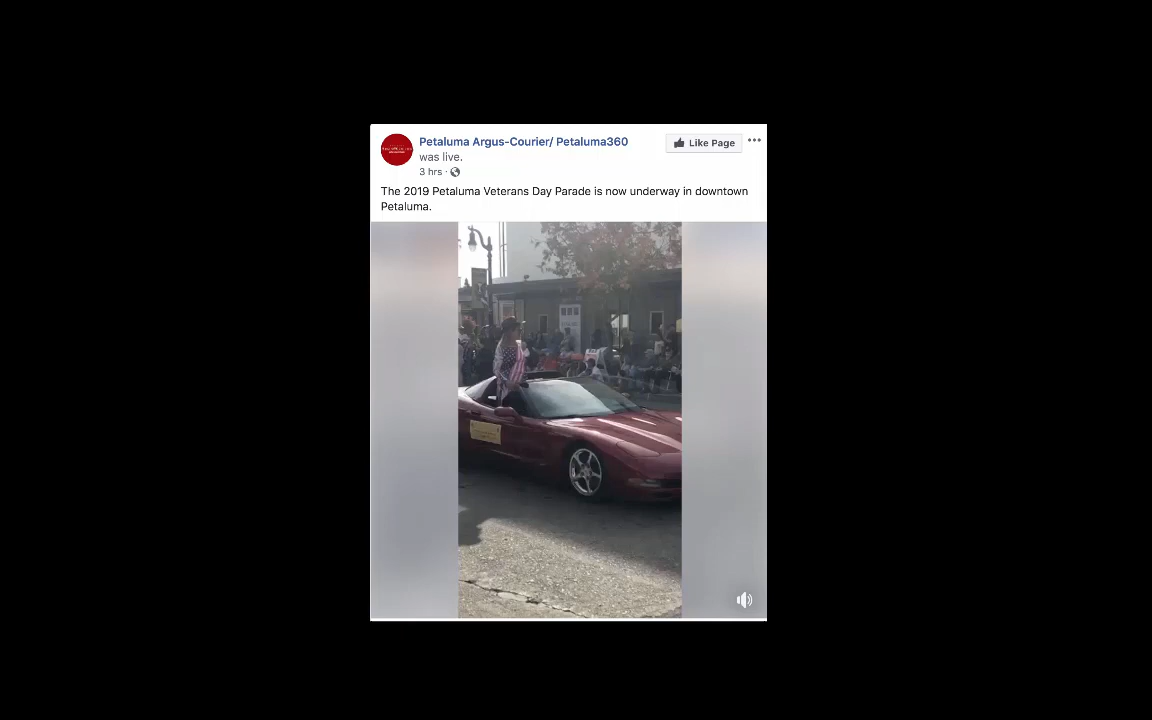 Petaluma Argus-Courier/ Petaluma360
was live.
3 hrs ·
Like Page
The 2019 Petaluma Veterans Day Parade is now underway in downtown
Petaluma.